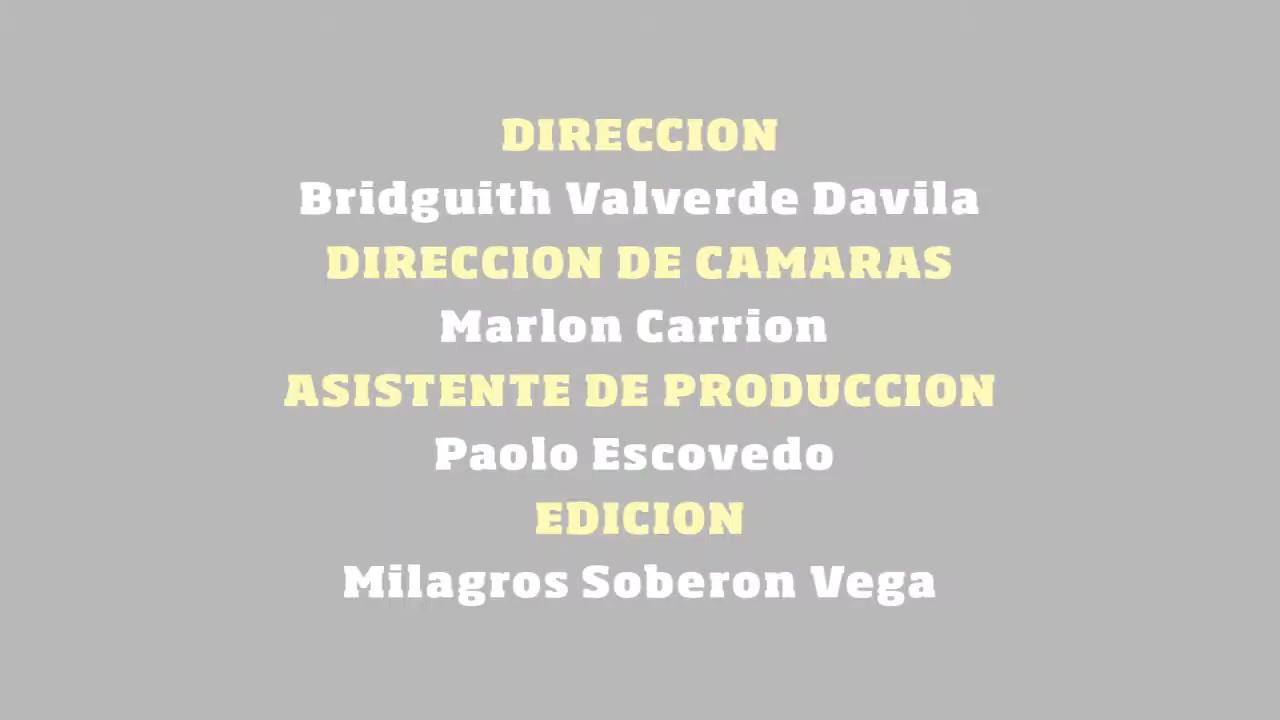 DIRECCION
Bridguith Valverde Davila
DIRECCION DE CAMARAS
Marlon Carrion
ASISTENTE DE PRODUCCION
Paolo Escovedo
EDICION
Milagros Soberon Vega